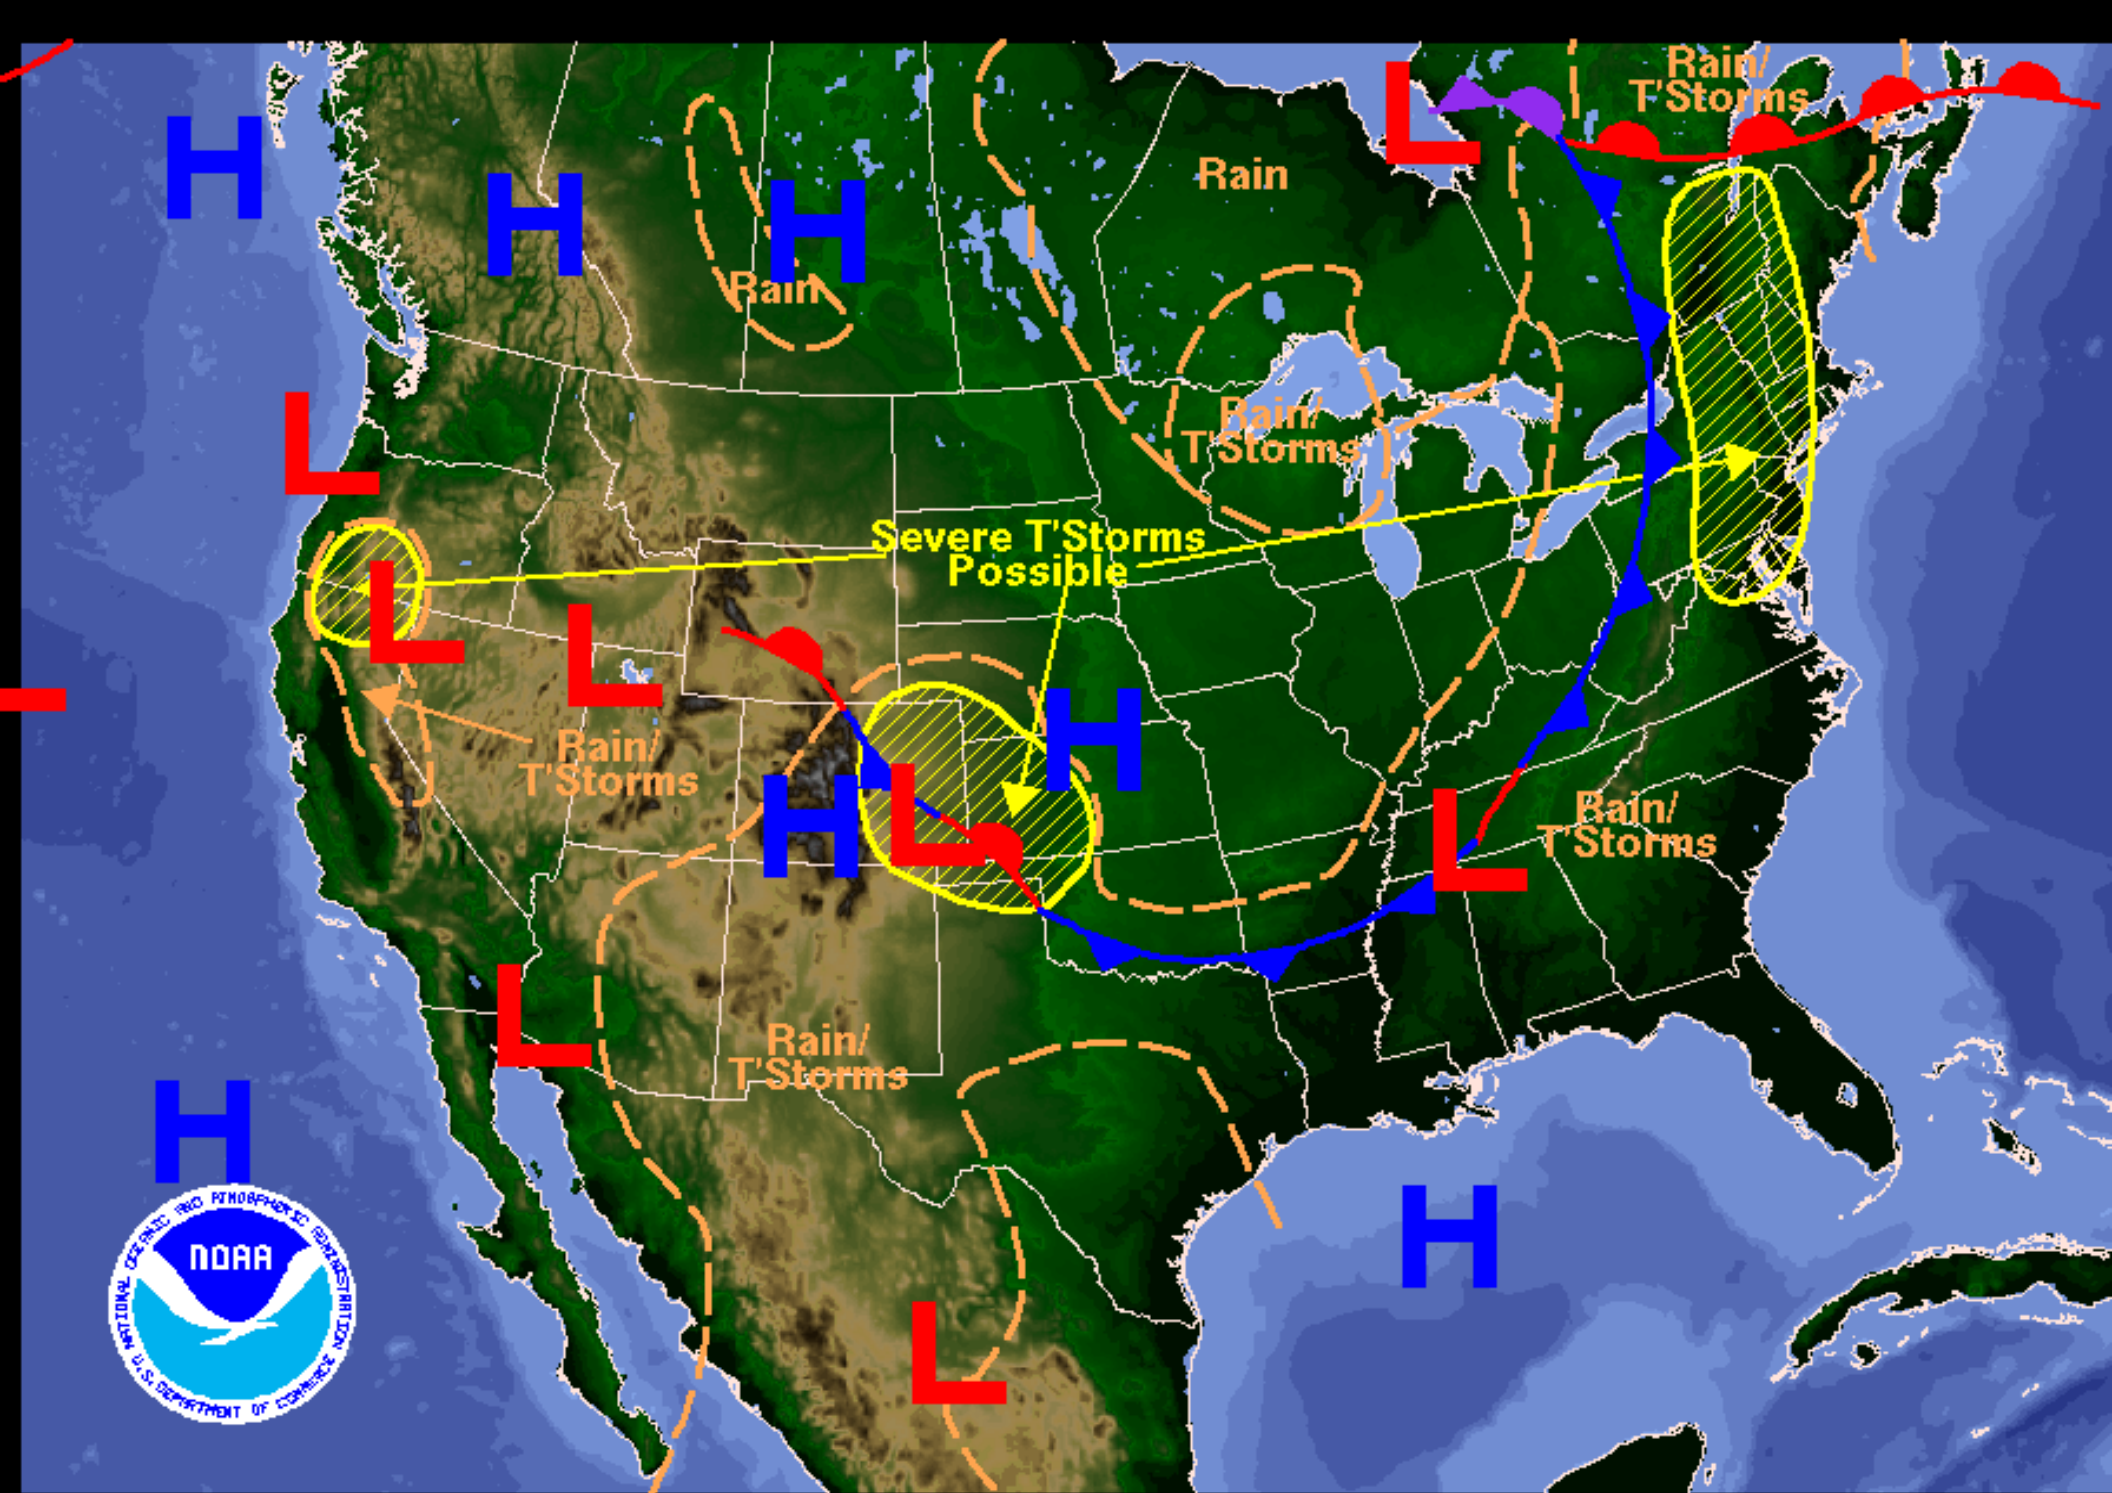 Rain/
T'Storms
L
H
Rain
H
H
Rain
L
Rain/
T'Storms
Severe T'Storms
Possible
L
L
H
Rain/
T'Storms
H
L
L
Rain/
T'Storms
L
Rain/
T'Storms
H
H
L
NOAA
NATIONAL OCEANIC AND ATMOSPHERIC ADMINISTRATION
U.S. DEPARTMENT OF COMMERCE